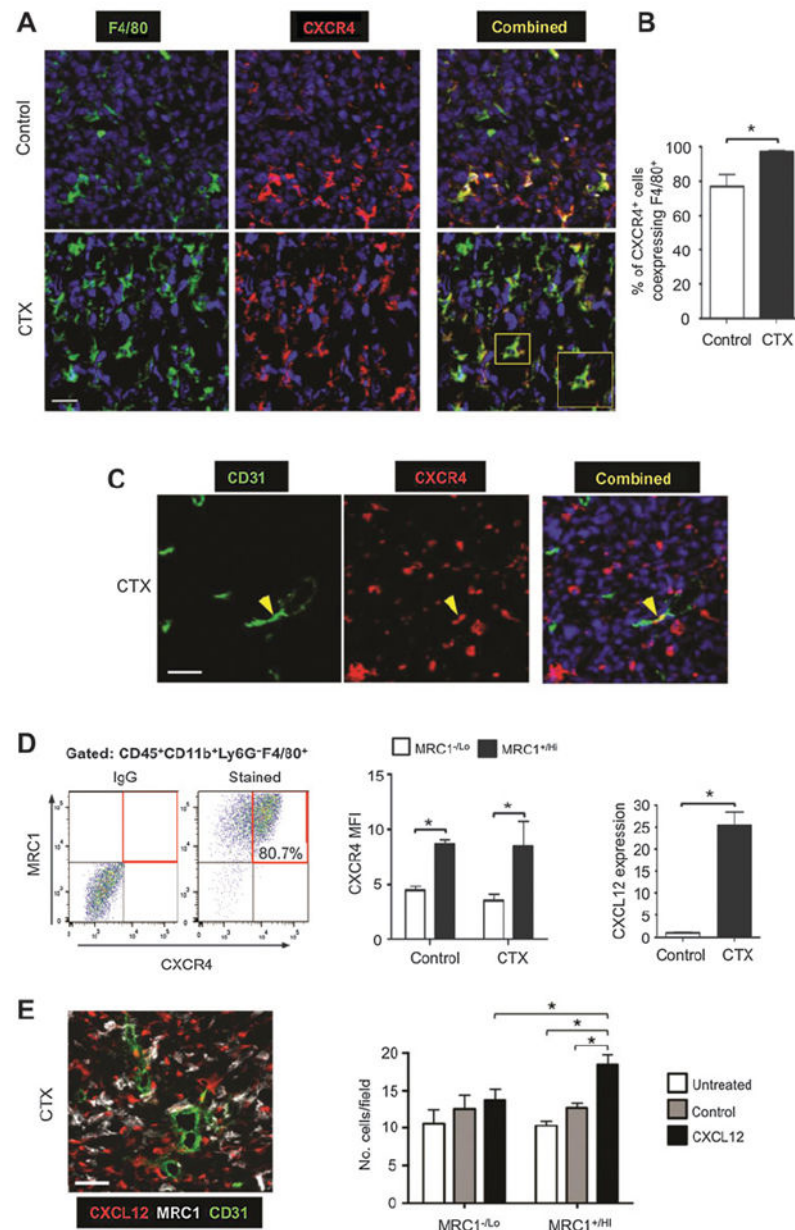 A
F4/80
CXCR4
Combined
Control
CTX
B
% of CXCR4+ cells
coexpressing F4/80+
100
80
60
40
20
0
*
Control
CTX
C
CD31
CXCR4
Combined
CTX
D
Gated: CD45+CD11b+Ly6G-F4/80+
IgG
Stained
MRC1
CXCR4
80.7%
MRC1-/Lo
MRC1+/Hi
CXCR4 MFI
15
10
5
0
*
*
Control
CTX
CXCL12 expression
30
25
20
15
10
5
0
*
Control
CTX
E
CTX
CXCL12 MRC1 CD31
No. cells/field
20
15
10
5
0
*
*
*
Untreated
Control
CXCL12
MRC1-/Lo
MRC1+/HI